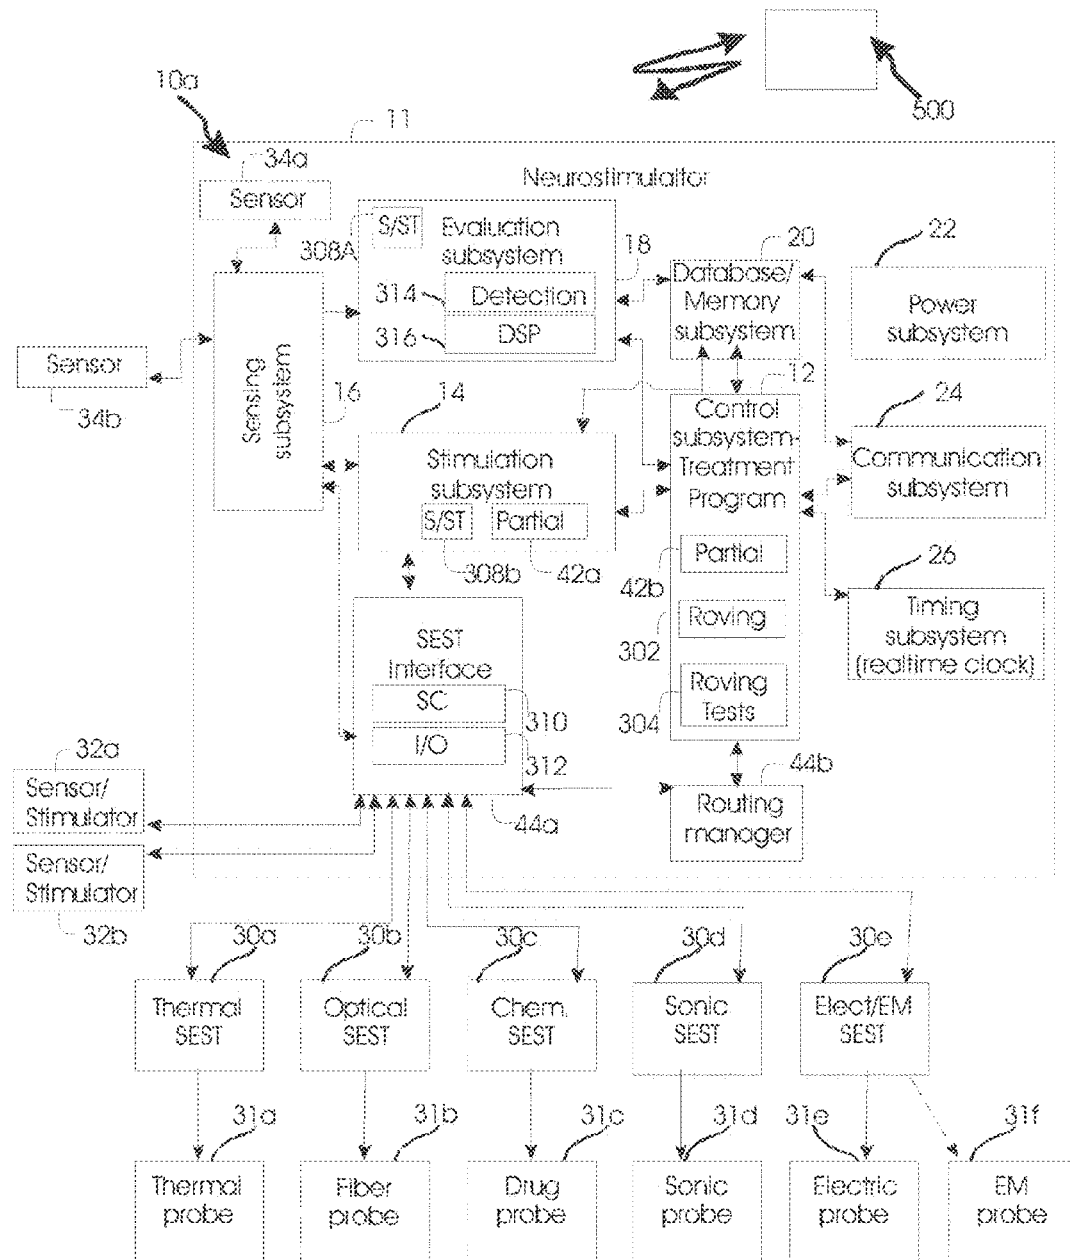 500
10a
11
34a
Neurostimulaitor
Sensor
S/ST
Evaluation
subsystem
308A
18
20
22
314
Detection
316
DSP
Database/
Memory
subsystem
Power
subsystem
Sensor
34b
Sensing
subsystem
16
14
12
24
Stimulation
subsystem
S/ST
Partial
308b
42a
Control
subsystem-
Treatment
Program
Communication
subsystem
Partial
42b
26
Roving
302
Timing
subsystem
(realtime clock)
Roving
Tests
304
SEST
Interface
SC
310
I/O
312
32a
Sensor/
Stimulator
44a
44b
Routing
manager
Sensor/
Stimulator
32b
30a
30b
30c
30d
30e
Thermal
SEST
Optical
SEST
Chem.
SEST
Sonic
SEST
Elect/EM
SEST
31a
31b
31c
31d
31e
31f
Thermal
probe
Fiber
probe
Drug
probe
Sonic
probe
Electric
probe
EM
probe